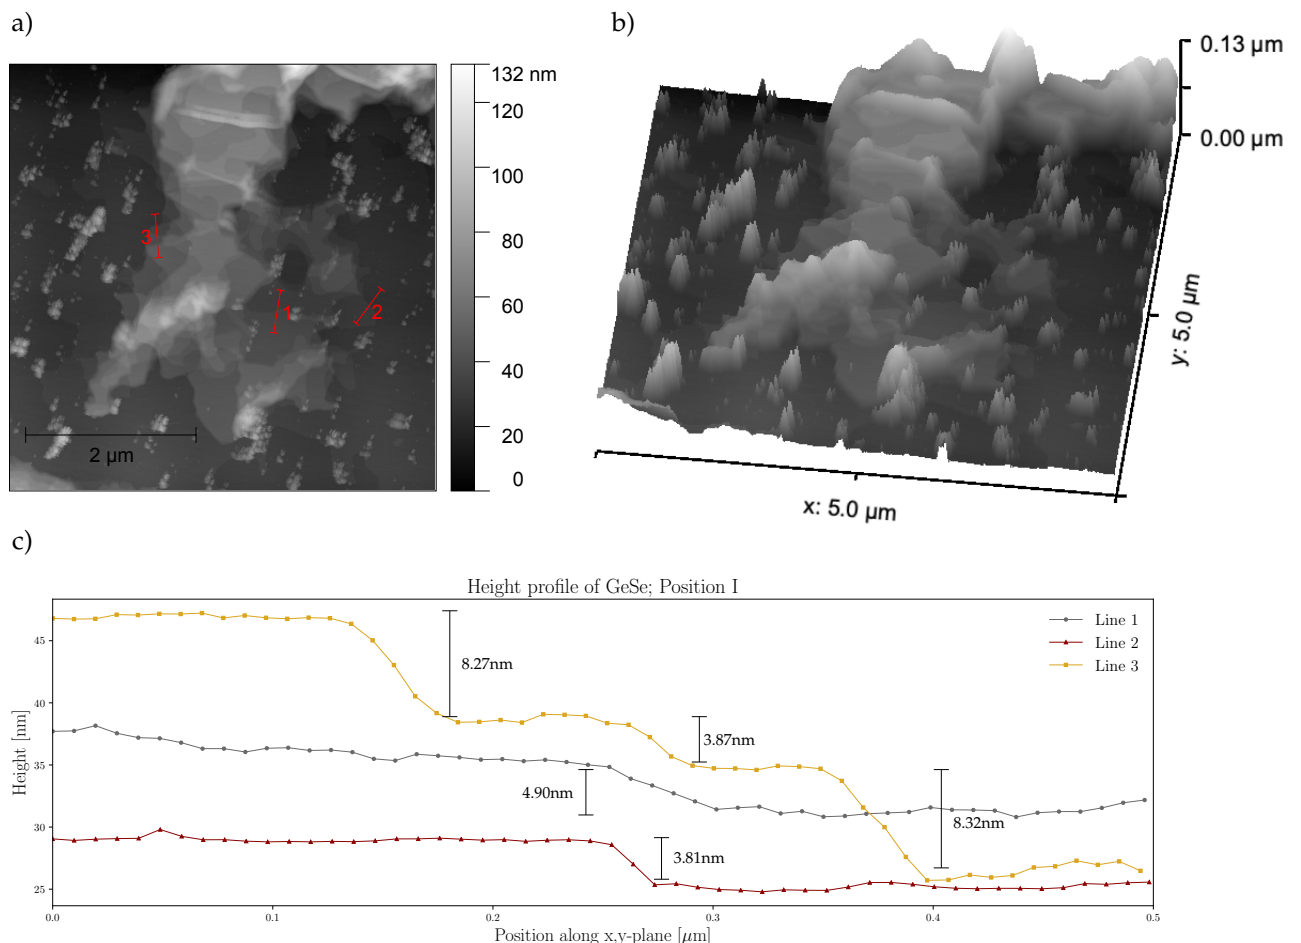 a)
132 nm
120
100
80
60
40
20
0
3
1
2
2 µm
b)
0.13 µm
0.00 µm
y: 5.0 µm
x: 5.0 µm
c)
Height profile of GeSe; Position I
Height [nm]
45
40
35
30
25
8.27nm
3.87nm
4.90nm
8.32nm
3.81nm
Line 1
Line 2
Line 3
0.0 0.1 0.2 0.3 0.4 0.5
Position along x,y-plane [µm]